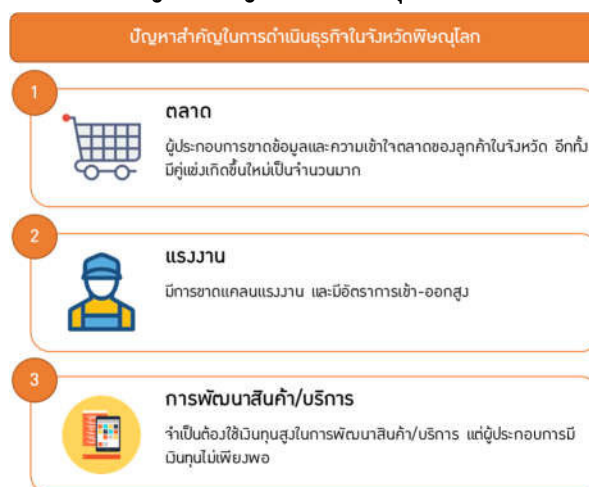 ปัญหาสำคัญในการดำเนินธุรกิจในจังหวัดพิษณุโลก
1
ตลาด
ผู้ประกอบการขาดข้อมูลและความเข้าใจตลาดของลูกค้าในจังหวัด อีกทั้ง
มีคู่แข่งเกิดขึ้นใหม่เป็นจำนวนมาก
2
แรงงาน
มีการขาดแคลนแรงงาน และมีอัตราการเข้า-ออกสูง
3
การพัฒนาสินค้า/บริการ
จำเป็นต้องใช้เงินทุนสูงในการพัฒนาสินค้า/บริการ แต่ผู้ประกอบการมี
เงินทุนไม่เพียงพอ